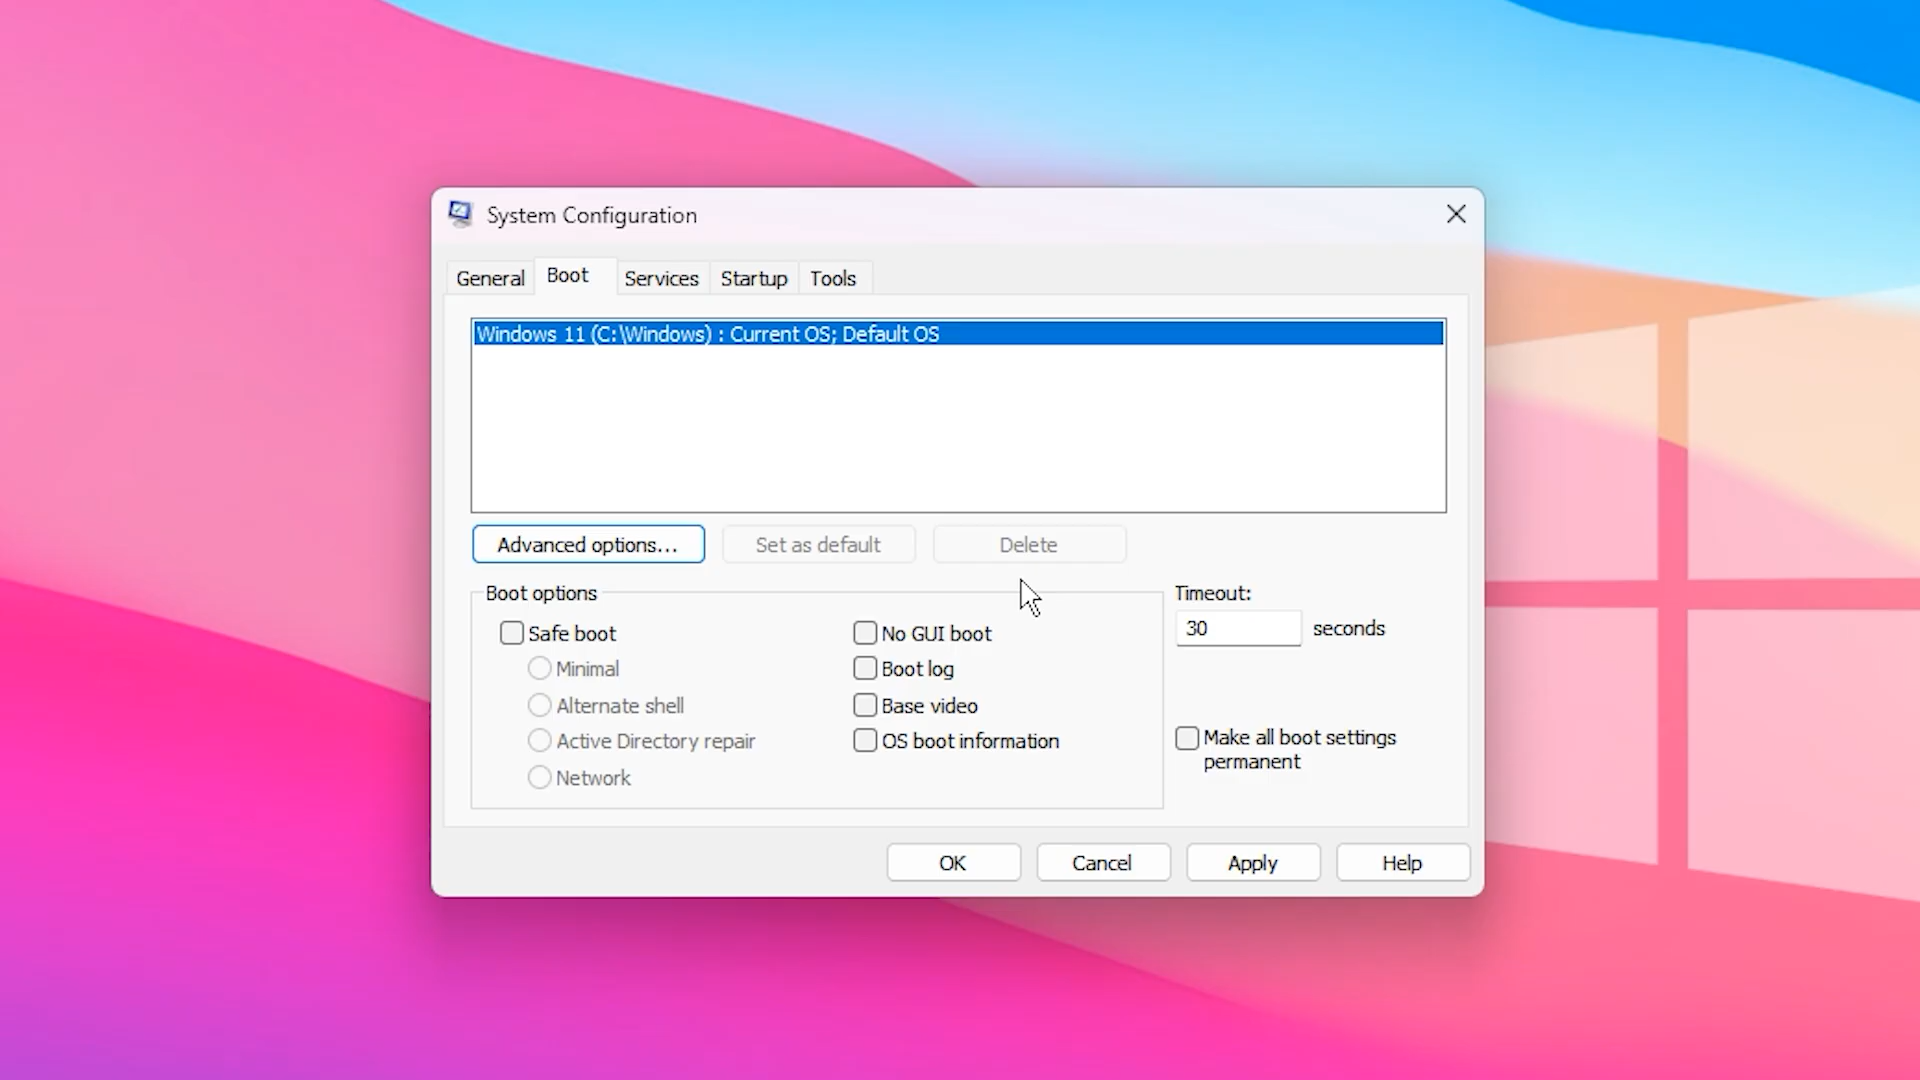 System Configuration
General Boot Services Startup Tools
Windows 11 (C:\Windows) : Current OS; Default OS
Advanced options... Set as default Delete
Boot options
Timeout:
Safe boot
No GUI boot
30 seconds
Minimal
Boot log
Alternate shell
Base video
Active Directory repair
OS boot information
Make all boot settings
permanent
Network
OK Cancel Apply Help